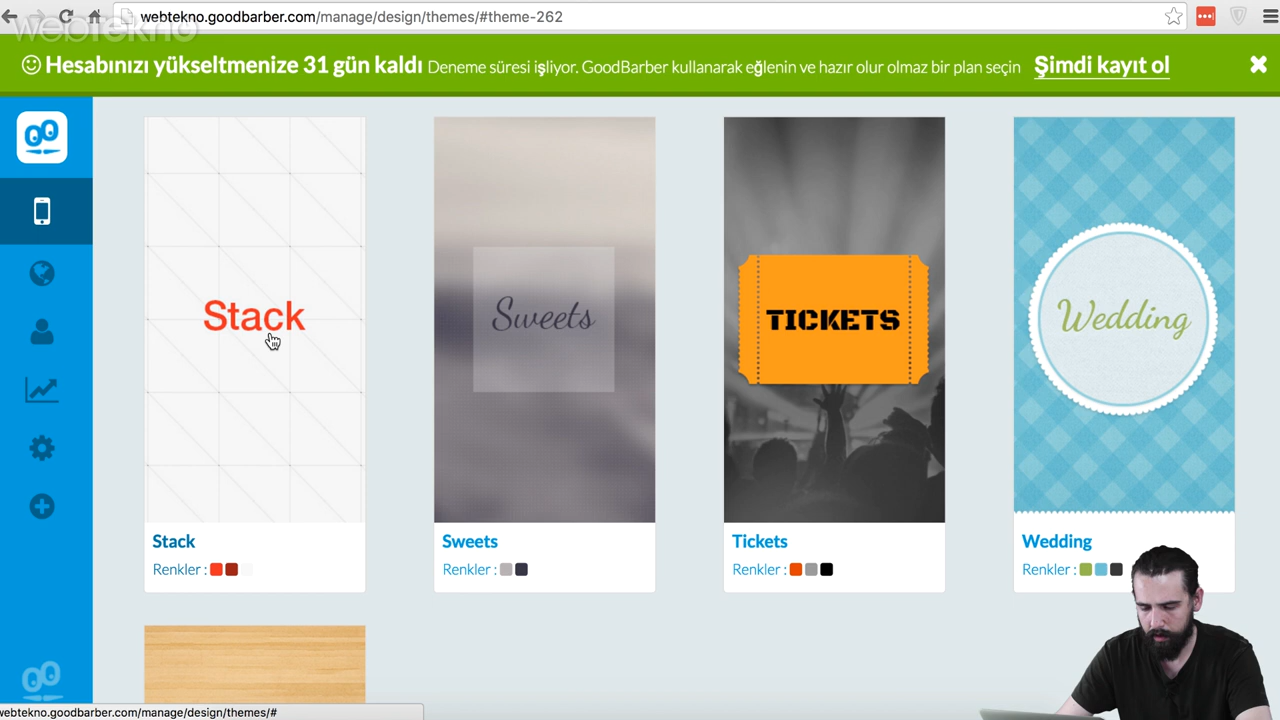 webtekno.goodbarber.com/manage/design/themes/#theme-262
webtekno
Hesabınızı yükseltmenize 31 gün kaldı Deneme süresi işliyor. GoodBarber kullanarak eğlenin ve hazır olur olmaz bir plan seçin Şimdi kayıt ol
Stack
Sweets
TICKETS
Wedding
Stack
Sweets
Tickets
Wedding
Renkler :
Renkler :
Renkler :
Renkler :
webtekno.goodbarber.com/manage/design/themes/#